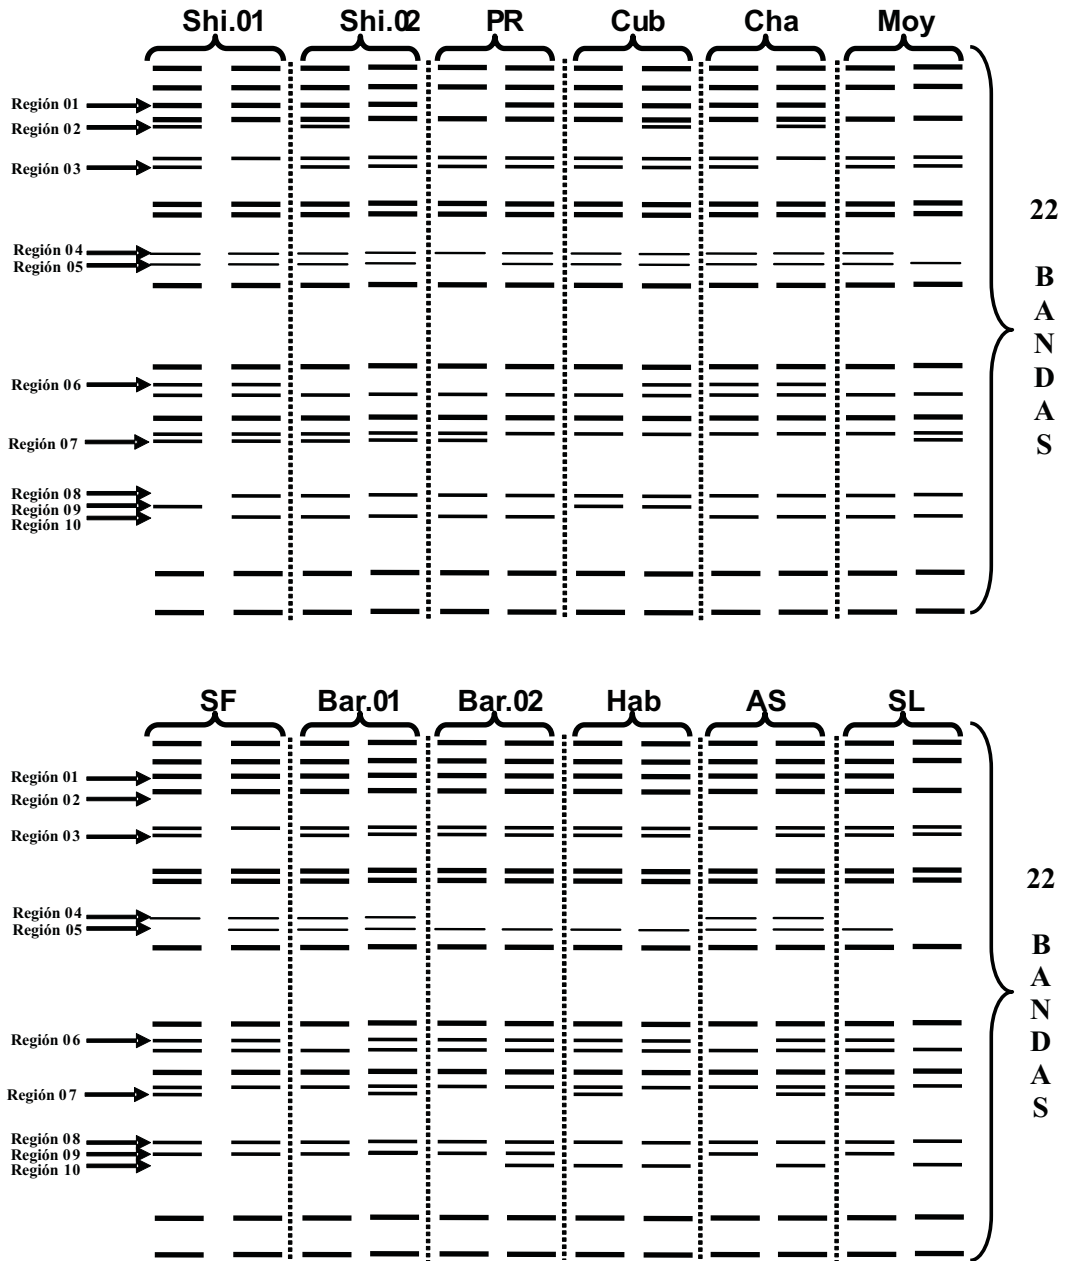 Shi.01 Shi.02 PR Cub Cha Moy
Región 01
Región 02
Región 03
Región 04
Región 05
Región 06
Región 07
Región 08
Región 09
Región 10
22
B
A
N
D
A
S
SF Bar.01 Bar.02 Hab AS SL
Región 01
Región 02
Región 03
Región 04
Región 05
Región 06
Región 07
Región 08
Región 09
Región 10
22
B
A
N
D
A
S